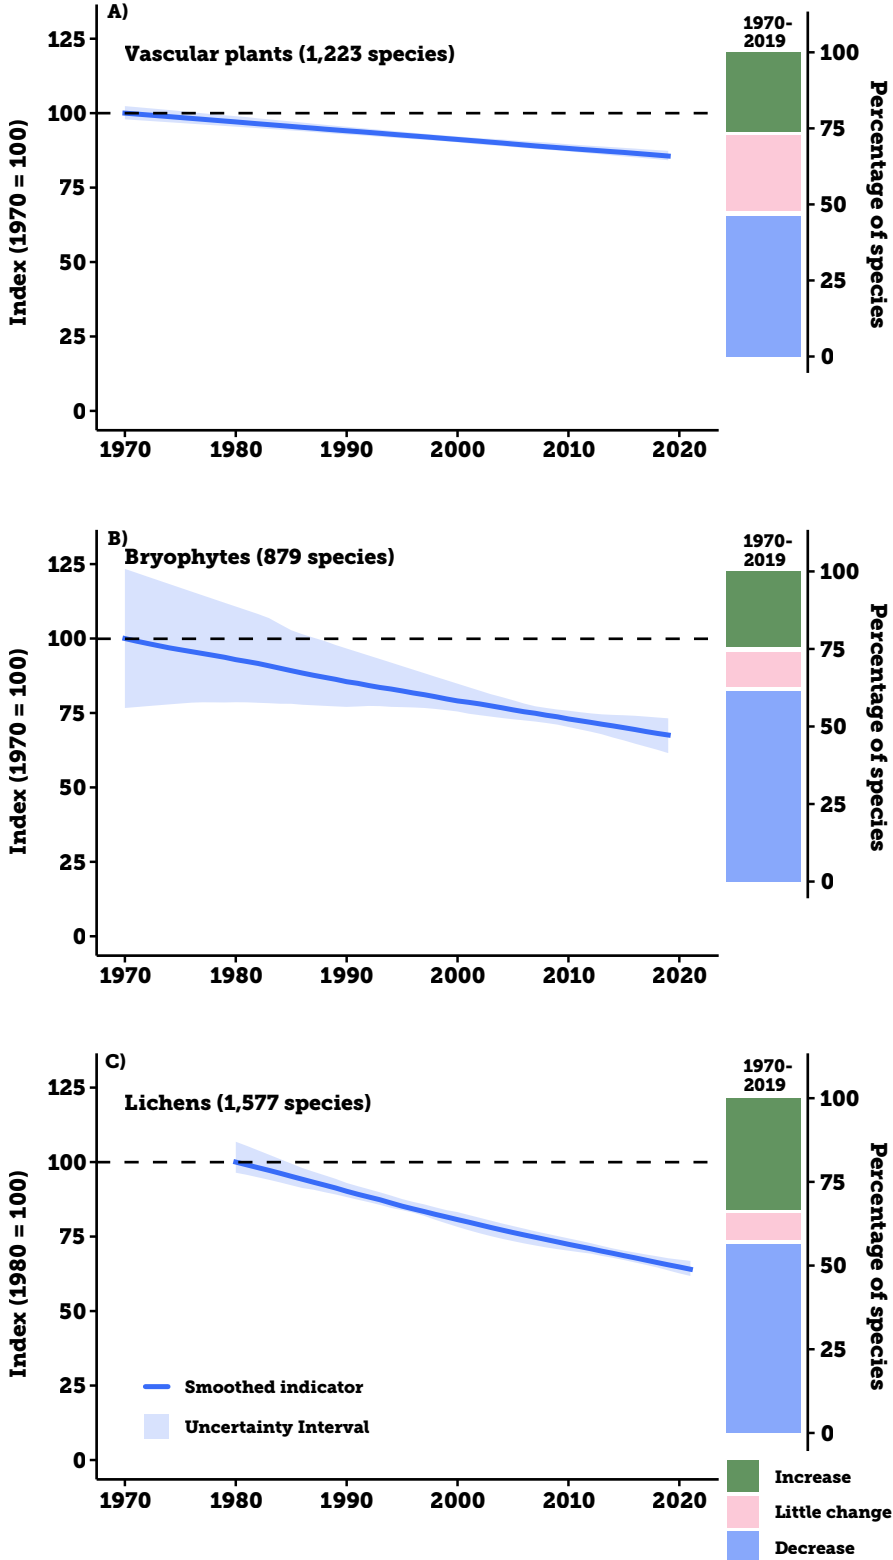 A)
Vascular plants (1,223 species)
125
100
75
50
25
0
Index (1970 = 100)
1970 1980 1990 2000 2010 2020
1970-
2019
100
75
50
25
0
Percentage of species
B)
Bryophytes (879 species)
125
100
75
50
25
0
Index (1970 = 100)
1970 1980 1990 2000 2010 2020
1970-
2019
100
75
50
25
0
Percentage of species
C)
Lichens (1,577 species)
125
100
75
50
25
0
Index (1980 = 100)
Smoothed indicator
Uncertainty Interval
1970 1980 1990 2000 2010 2020
1970-
2019
100
75
50
25
0
Percentage of species
Increase
Little change
Decrease